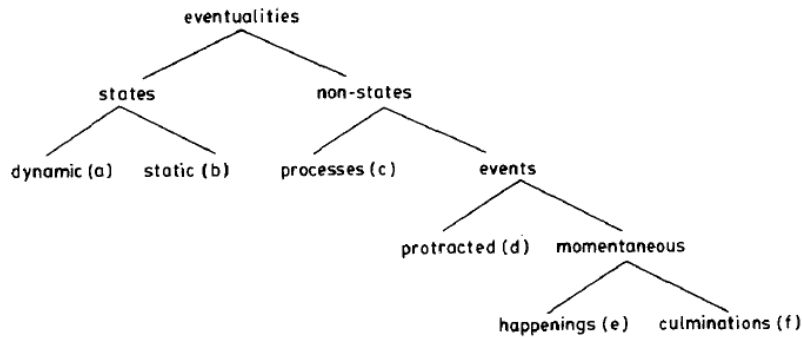 eventualities
states non-states
dynamic (a) static (b) processes (c) events
protracted (d) momentaneous
happenings (e) culminations (f)